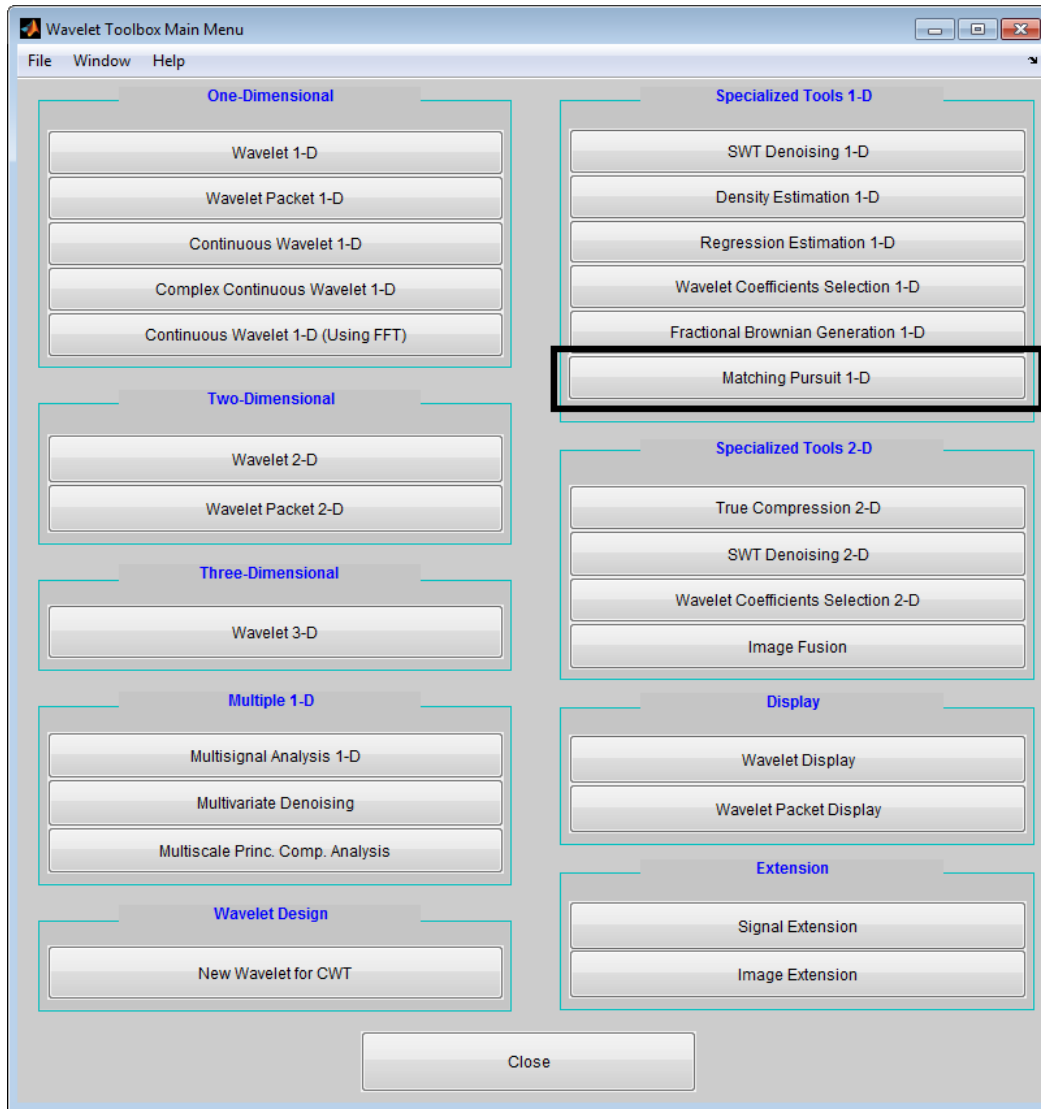 Wavelet Toolbox Main Menu
File Window Help
One-Dimensional
Wavelet 1-D
Wavelet Packet 1-D
Continuous Wavelet 1-D
Complex Continuous Wavelet 1-D
Continuous Wavelet 1-D (Using FFT)
Two-Dimensional
Wavelet 2-D
Wavelet Packet 2-D
Three-Dimensional
Wavelet 3-D
Multiple 1-D
Multisignal Analysis 1-D
Multivariate Denoising
Multiscale Princ. Comp. Analysis
Wavelet Design
New Wavelet for CWT
Specialized Tools 1-D
SWT Denoising 1-D
Density Estimation 1-D
Regression Estimation 1-D
Wavelet Coefficients Selection 1-D
Fractional Brownian Generation 1-D
Matching Pursuit 1-D
Specialized Tools 2-D
True Compression 2-D
SWT Denoising 2-D
Wavelet Coefficients Selection 2-D
Image Fusion
Display
Wavelet Display
Wavelet Packet Display
Extension
Signal Extension
Image Extension
Close